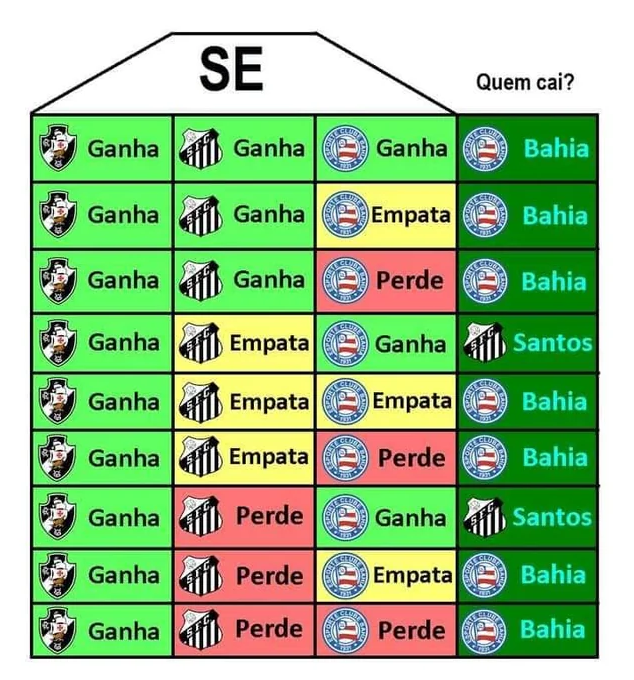 SE
Quem cai?
Ganha Ganha Ganha Bahia
Ganha Ganha Empata Bahia
Ganha Ganha Perde Bahia
Ganha Empata Ganha Santos
Ganha Empata Empata Bahia
Ganha Empata Perde Bahia
Ganha Perde Ganha Santos
Ganha Perde Empata Bahia
Ganha Perde Perde Bahia